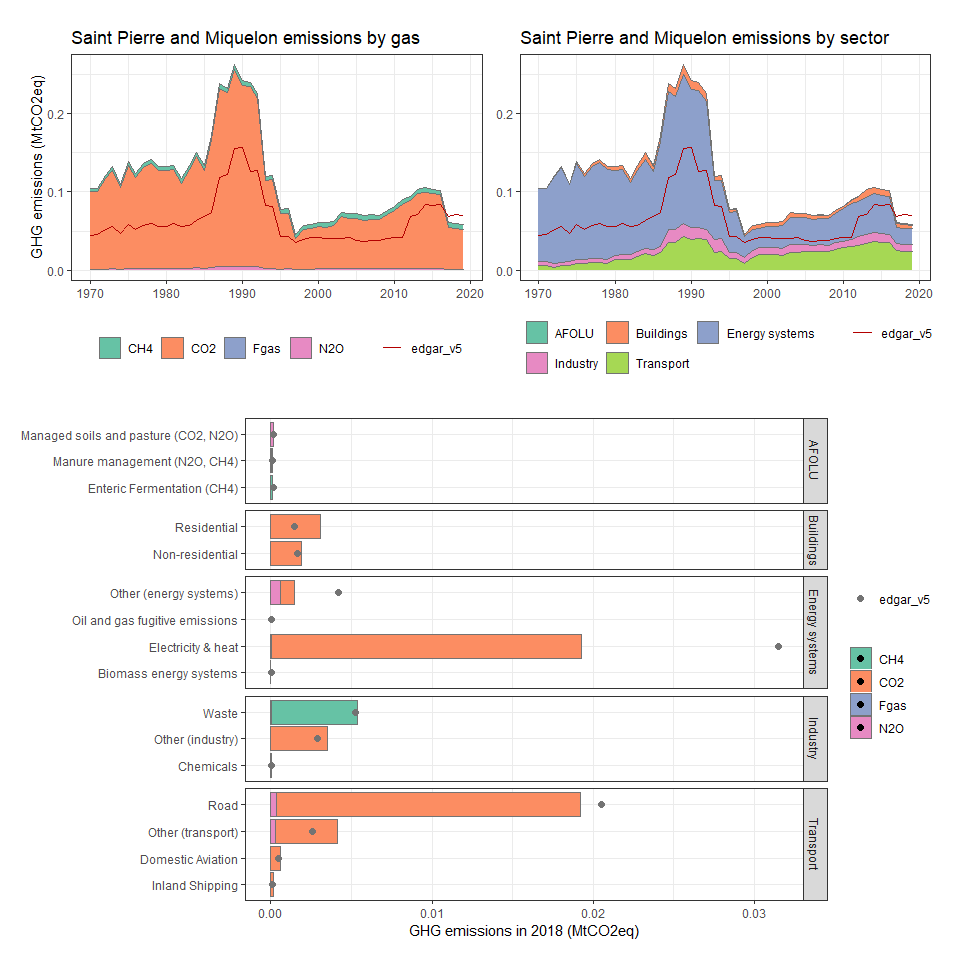 Saint Pierre and Miquelon emissions by gas
GHG emissions (MtCO2eq)
0.2
0.1
0.0
1970 1980 1990 2000 2010 2020
CH4 CO2 Fgas N2O edgar_v5
Saint Pierre and Miquelon emissions by sector
0.2
0.1
0.0
1970 1980 1990 2000 2010 2020
AFOLU Buildings Energy systems edgar_v5
Industry Transport
Managed soils and pasture (CO2, N2O)
Manure management (N2O, CH4)
Enteric Fermentation (CH4)
AFOLU
Residential
Non-residential
Buildings
Other (energy systems)
Oil and gas fugitive emissions
Electricity & heat
Biomass energy systems
Energy systems
Waste
Other (industry)
Chemicals
Industry
Road
Other (transport)
Domestic Aviation
Inland Shipping
Transport
0.00 0.01 0.02 0.03
GHG emissions in 2018 (MtCO2eq)
edgar_v5
CH4
CO2
Fgas
N2O